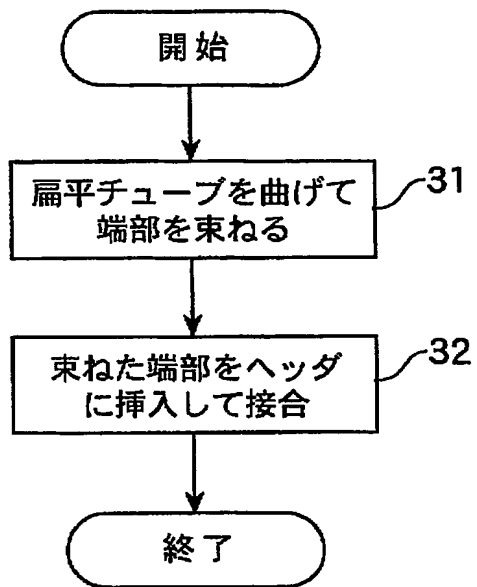 開始
扁平チューブを曲げて
端部を束ねる
31
束ねた端部をヘッダ
に挿入して接合
32
終了